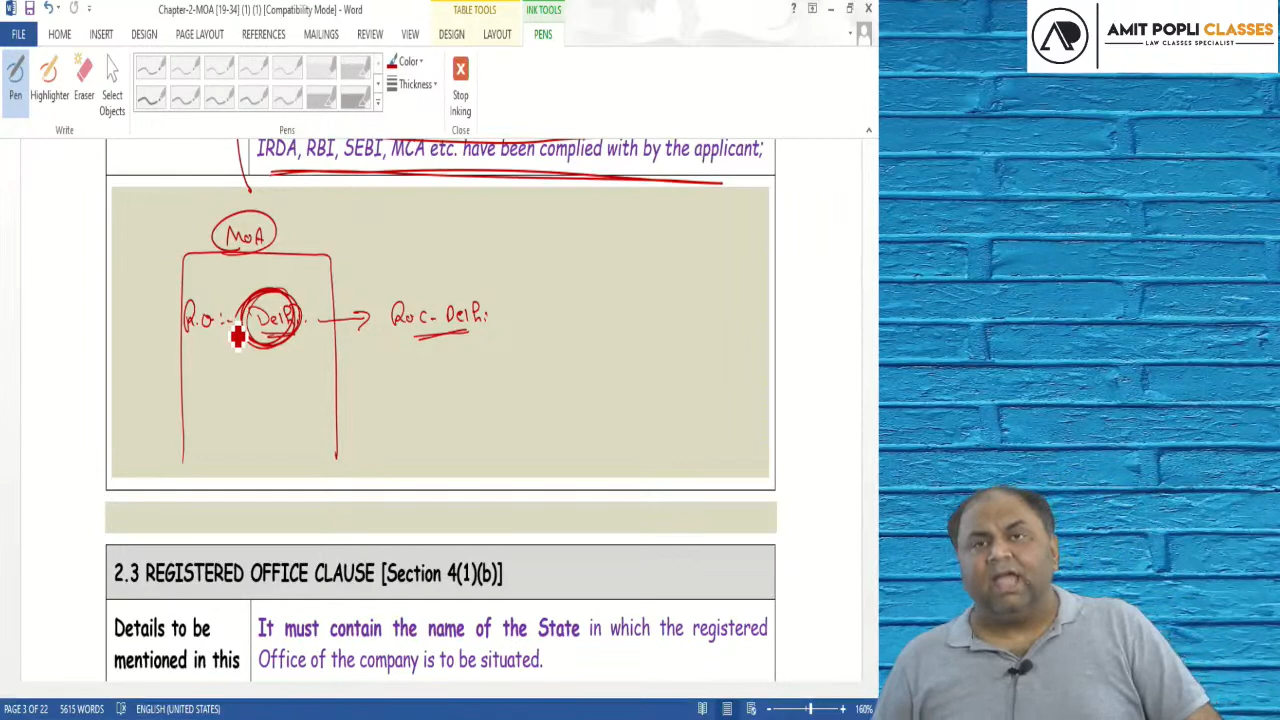 Chapter-2-MOA [19-34] (1) (1) [Compatibility Mode] - Word
TABLE TOOLS
INK TOOLS
FILE HOME INSERT DESIGN PAGE LAYOUT REFERENCES MAILINGS REVIEW VIEW DESIGN LAYOUT PENS
Pen
Highlighter
Eraser
Select Objects
Color
Thickness
Stop Inking
Write
Pens
Close
AMIT POPLI CLASSES
LAW CLASSES SPECIALIST
IRDA, RBI, SEBI, MCA etc. have been complied with by the applicant;
MOA
R.O :- Delhi. → ROC - Delhi
2.3 REGISTERED OFFICE CLAUSE [Section 4(1)(b)]
Details to be mentioned in this
It must contain the name of the State in which the registered
Office of the company is to be situated.
PAGE 3 OF 22 5615 WORDS ENGLISH (UNITED STATES) 160%